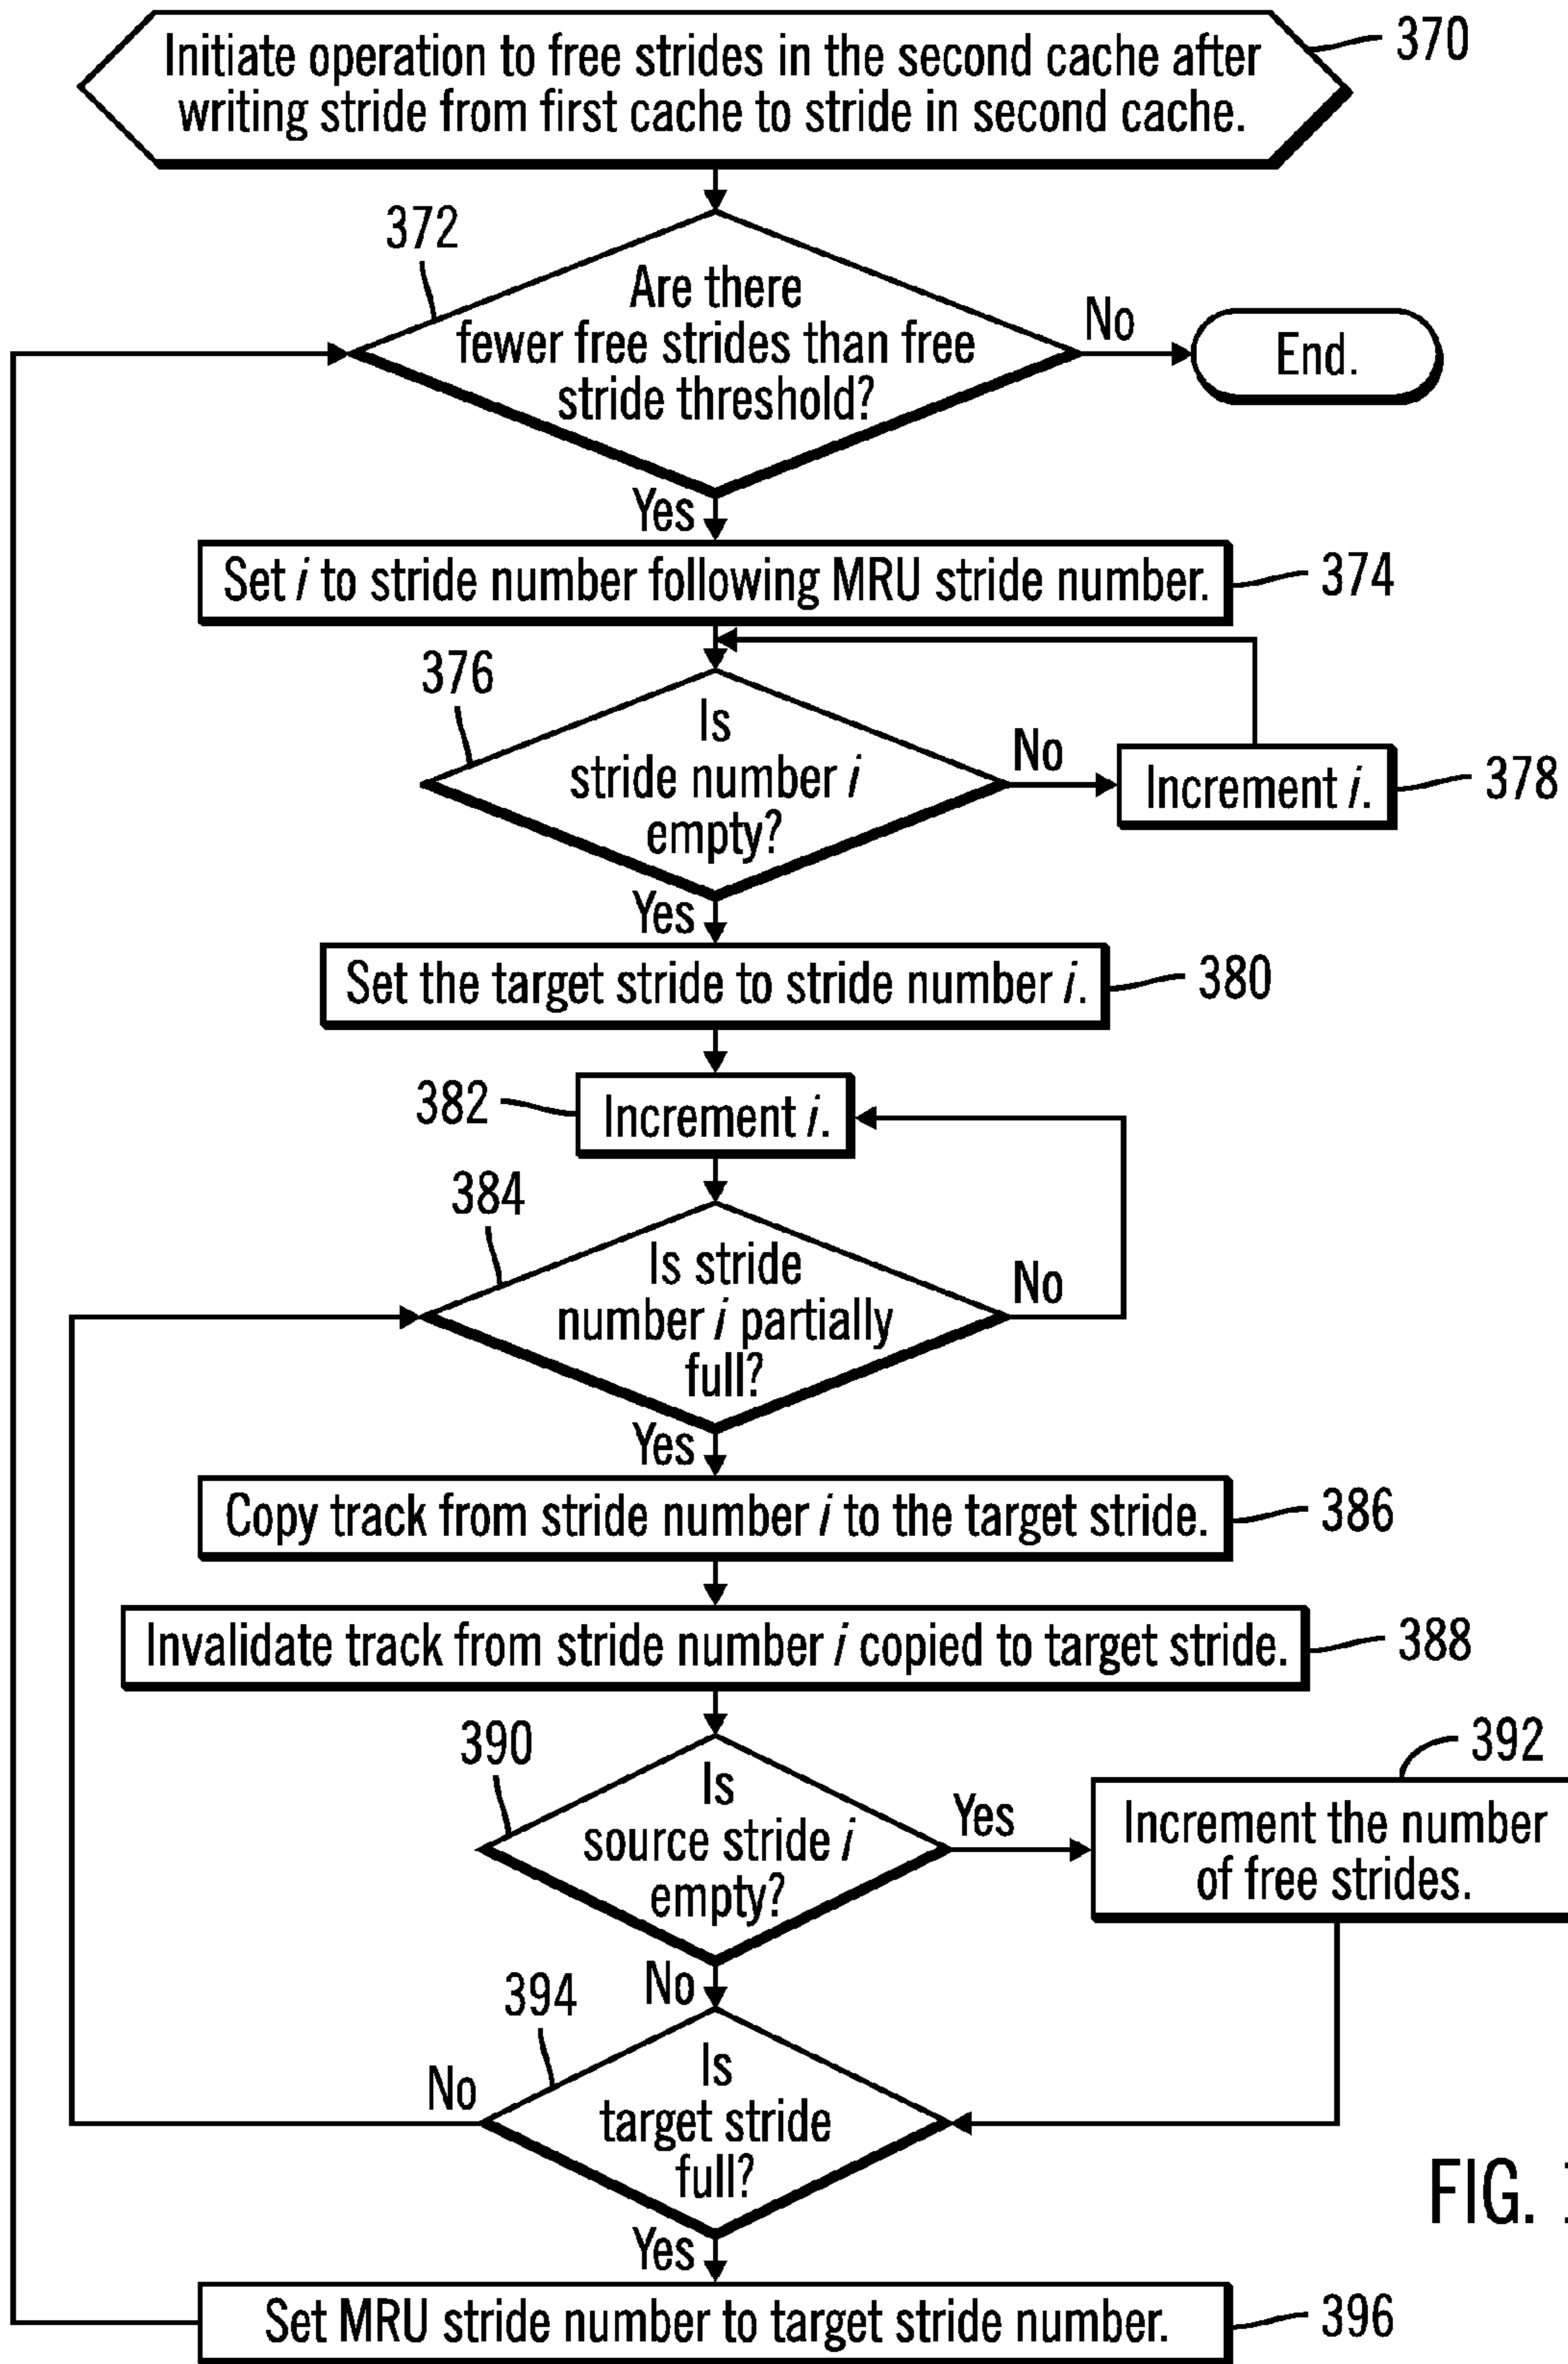 Initiate operation to free strides in the second cache after
writing stride from first cache to stride in second cache.
370
372
Are there
fewer free strides than free
stride threshold?
No
End.
Yes
Set i to stride number following MRU stride number.
374
376
Is
stride number i
empty?
No
Increment i.
378
Yes
Set the target stride to stride number i.
380
382
Increment i.
384
Is stride
number i partially
full?
No
Yes
Copy track from stride number i to the target stride.
386
Invalidate track from stride number i copied to target stride.
388
390
Is
source stride i
empty?
Yes
392
Increment the number
of free strides.
No
394
Is
target stride
full?
No
Yes
FIG.
Set MRU stride number to target stride number.
396